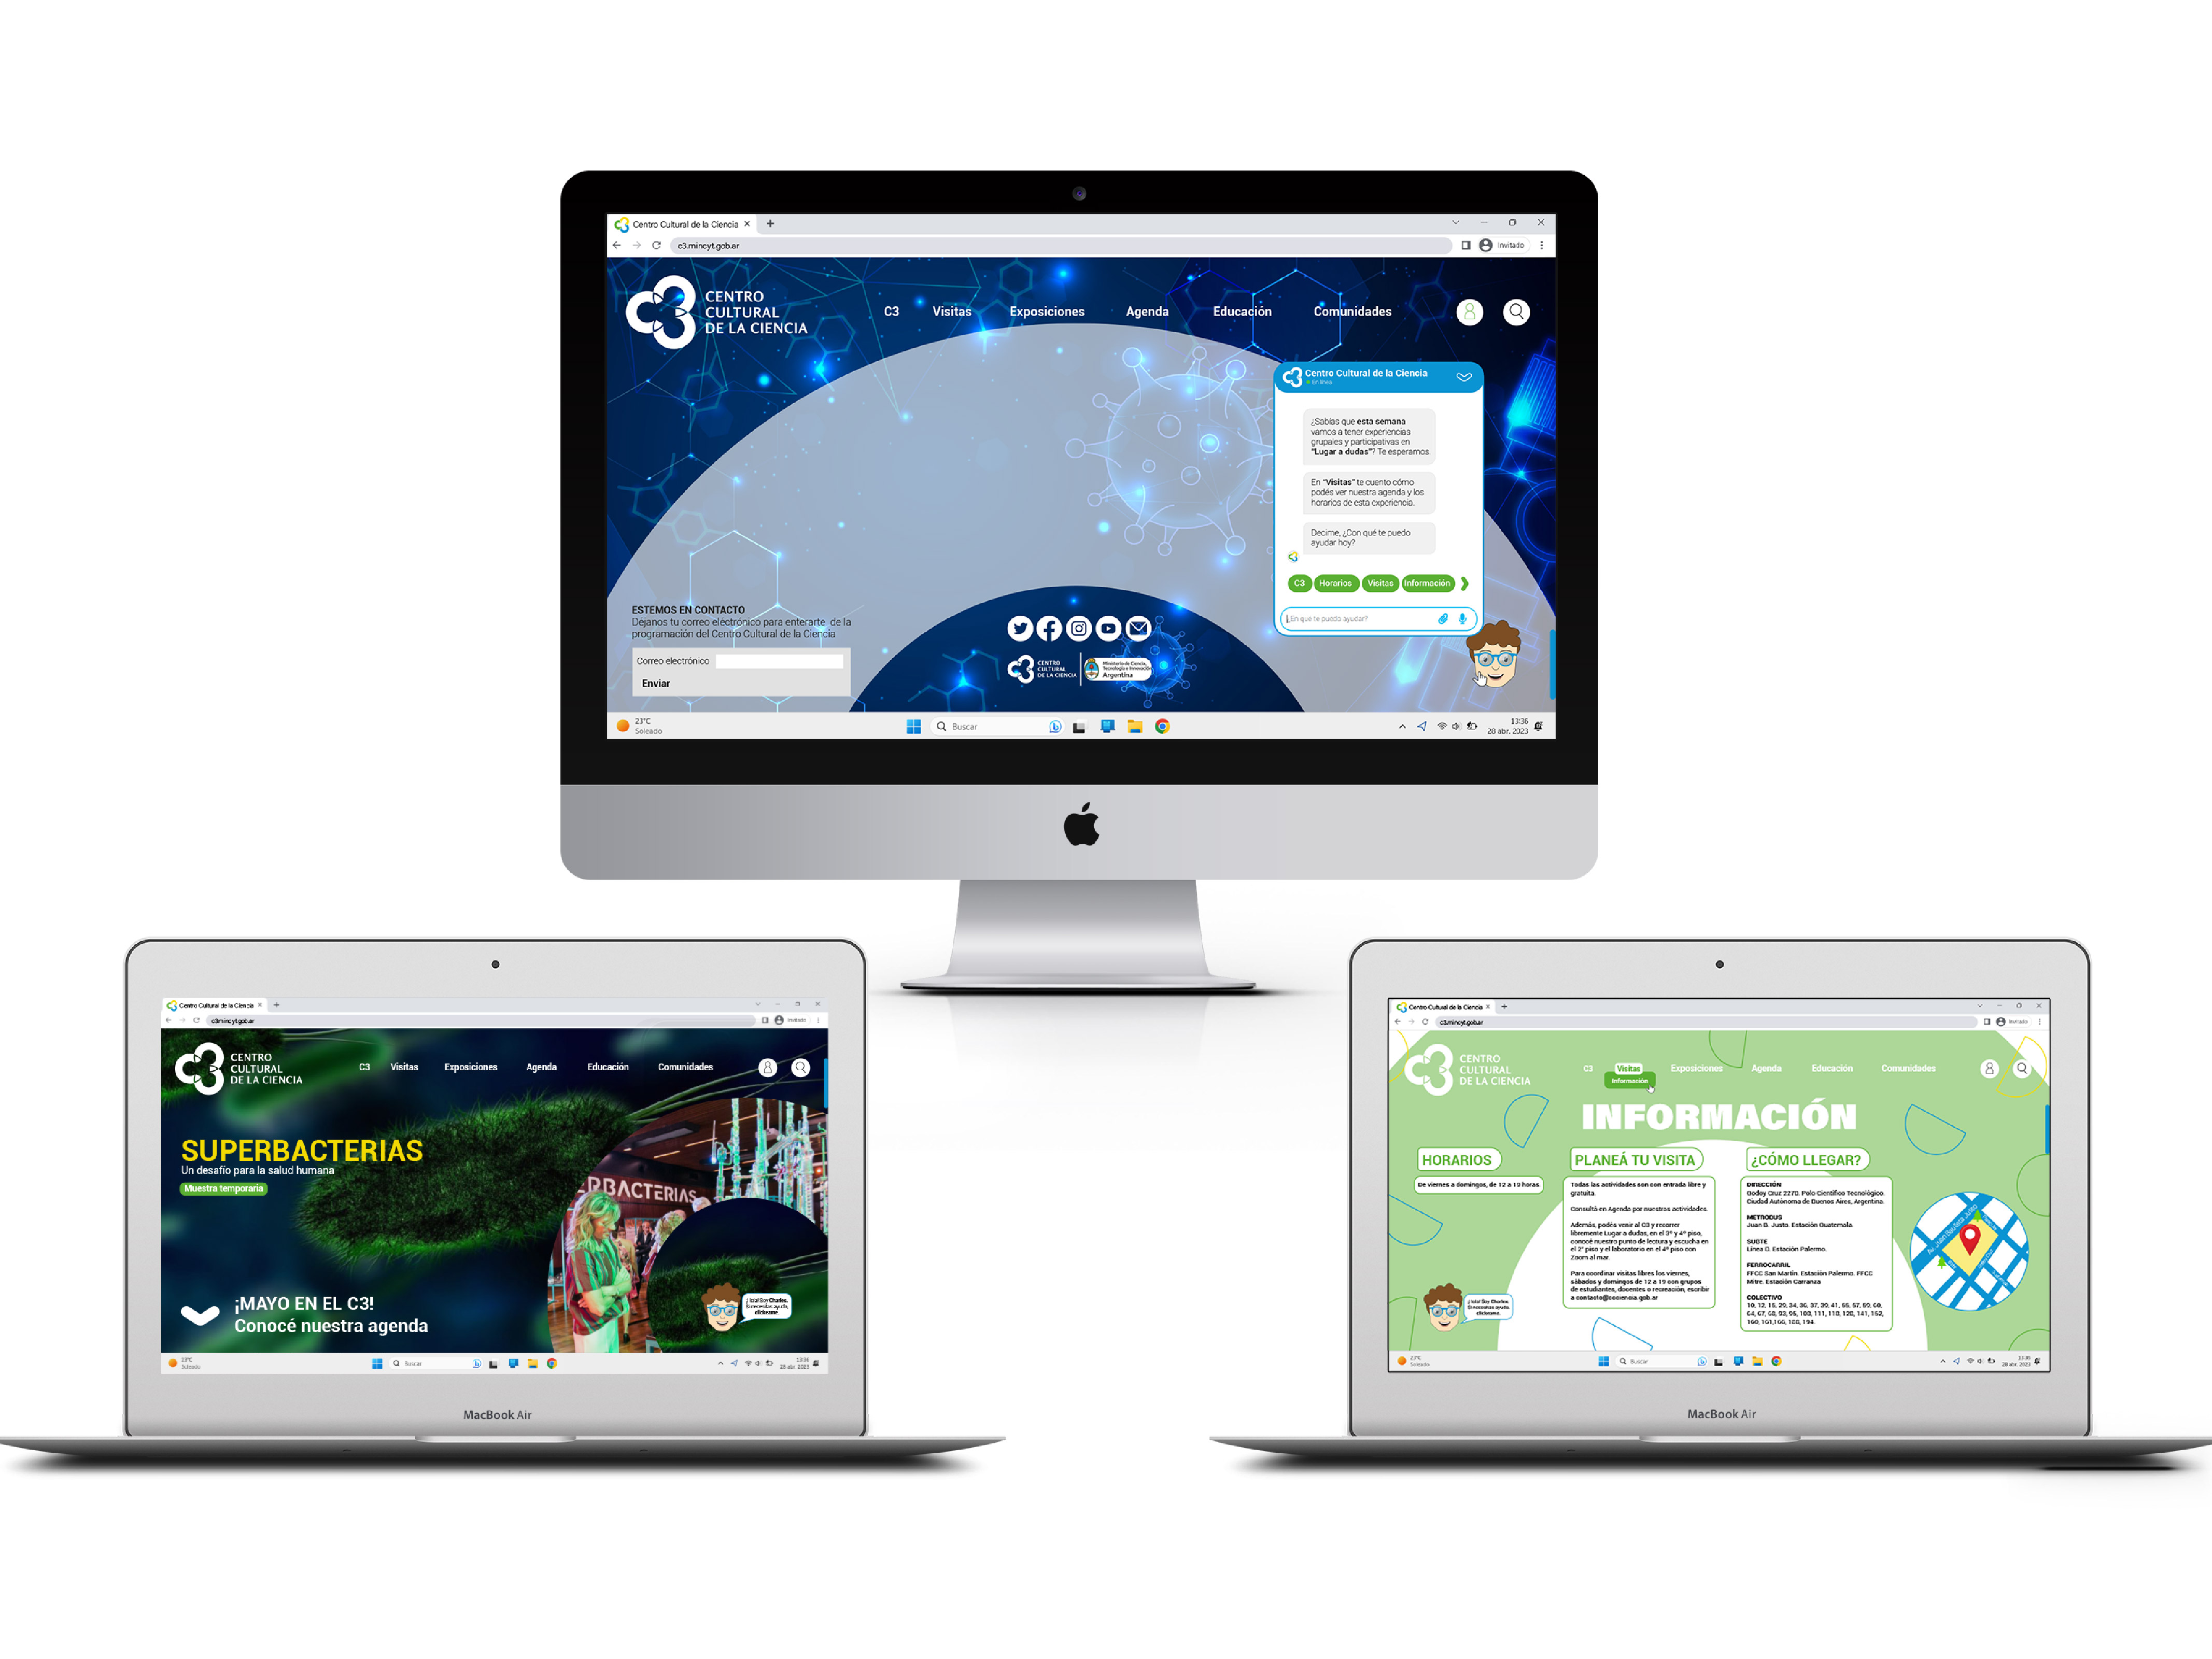 Centro Cultural de la Ciencia
c3.mincyt.gob.ar
Invitado
CENTRO
CULTURAL
DE LA CIENCIA
C3 Visitas Exposiciones Agenda Educación Comunidades
Centro Cultural de la Ciencia
En línea
¿Sabías que esta semana
vamos a tener experiencias
grupales y participativas en
"Lugar a dudas"? Te esperamos.
En "Visitas" te cuento cómo
podés ver nuestra agenda y los
horarios de esta experiencia.
Decime, ¿Con qué te puedo
ayudar hoy?
C3 Horarios Visitas Información
¿En que te puedo ayudar?
ESTEMOS EN CONTACTO
Déjanos tu correo eléctrónico para enterarte de la
programación del Centro Cultural de la Ciencia
Correo electrónico
Enviar
CENTRO
CULTURAL
DE LA CIENCIA
Ministerio de Ciencia,
Tecnología e Innovación
Argentina
23°C
Soleado
Buscar
13:36
28 abr. 2023
Centro Cultural de la Ciencia
c3.mincyt.gob.ar
Invitado
CENTRO
CULTURAL
DE LA CIENCIA
C3 Visitas Exposiciones Agenda Educación Comunidades
SUPERBACTERIAS
Un desafío para la salud humana
Muestra temporaria
ERBACTERIAS
¡MAYO EN EL C3!
Conocé nuestra agenda
¡Hola! Soy Charles.
Si necesitas ayuda,
clickeame.
23°C
Soleado
Buscar
13:36
28 abr. 2023
MacBook Air
Centro Cultural de la Ciencia
c3.mincyt.gob.ar
Invitado
CENTRO
CULTURAL
DE LA CIENCIA
C3 Visitas Exposiciones Agenda Educación Comunidades
Información
INFORMACIÓN
HORARIOS
De viernes a domingos, de 12 a 19 horas.
PLANEÁ TU VISITA
Todas las actividades son con entrada libre y
gratuita.
Consultá en Agenda por nuestras actividades.
Además, podés venir al C3 y recorrer
libremente Lugar a dudas, en el 3º y 4º piso,
conocé nuestro punto de lectura y escucha en
el 2º piso y el laboratorio en el 4º piso con
Zoom al mar.
Para coordinar visitas libres los viernes,
sábados y domingos de 12 a 19 con grupos
de estudiantes, docentes o recreación, escribir
a contacto@ccciencia.gob.ar
¿CÓMO LLEGAR?
DIRECCIÓN
Godoy Cruz 2270. Polo Científico Tecnológico.
Ciudad Autónoma de Buenos Aires, Argentina.
METROBUS
Juan B. Justo. Estación Guatemala.
SUBTE
Línea D. Estación Palermo.
FERROCARRIL
FFCC San Martín. Estación Palermo. FFCC
Mitre. Estación Carranza
COLECTIVO
10, 12, 15, 29, 34, 36, 37, 39, 41, 55, 57, 59, 60,
64, 67, 68, 93, 95, 108, 111, 118, 128, 141, 152,
160, 161,166, 188, 194.
Av. Juan Bautista Justo
¡Hola! Soy Charles.
Si necesitas ayuda,
clickeame.
23°C
Soleado
Buscar
13:36
28 abr. 2023
MacBook Air